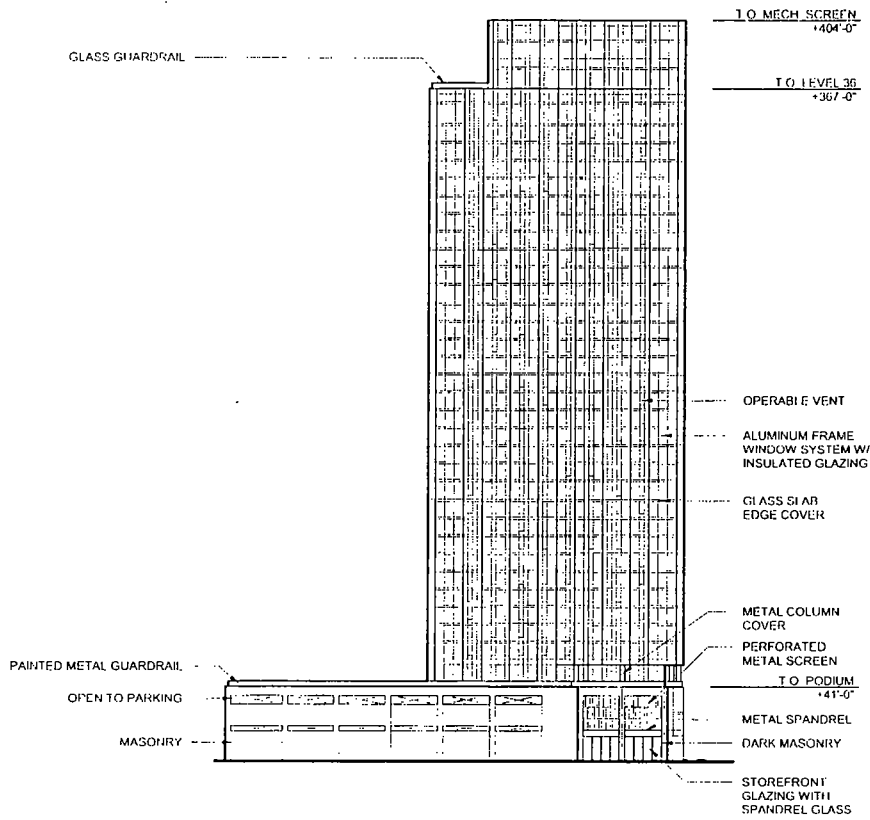 T O MECH SCREEN
+404'-0"
GLASS GUARDRAIL
T O LEVEL 36
+367'-0"
OPERABLE VENT
ALUMINUM FRAME
WINDOW SYSTEM W/
INSULATED GLAZING
GLASS SLAB
EDGE COVER
METAL COLUMN
COVER
PERFORATED
METAL SCREEN
PAINTED METAL GUARDRAIL
T O PODIUM
+41'-0"
OPEN TO PARKING
METAL SPANDREL
MASONRY
DARK MASONRY
STOREFRONT
GLAZING WITH
SPANDREL GLASS